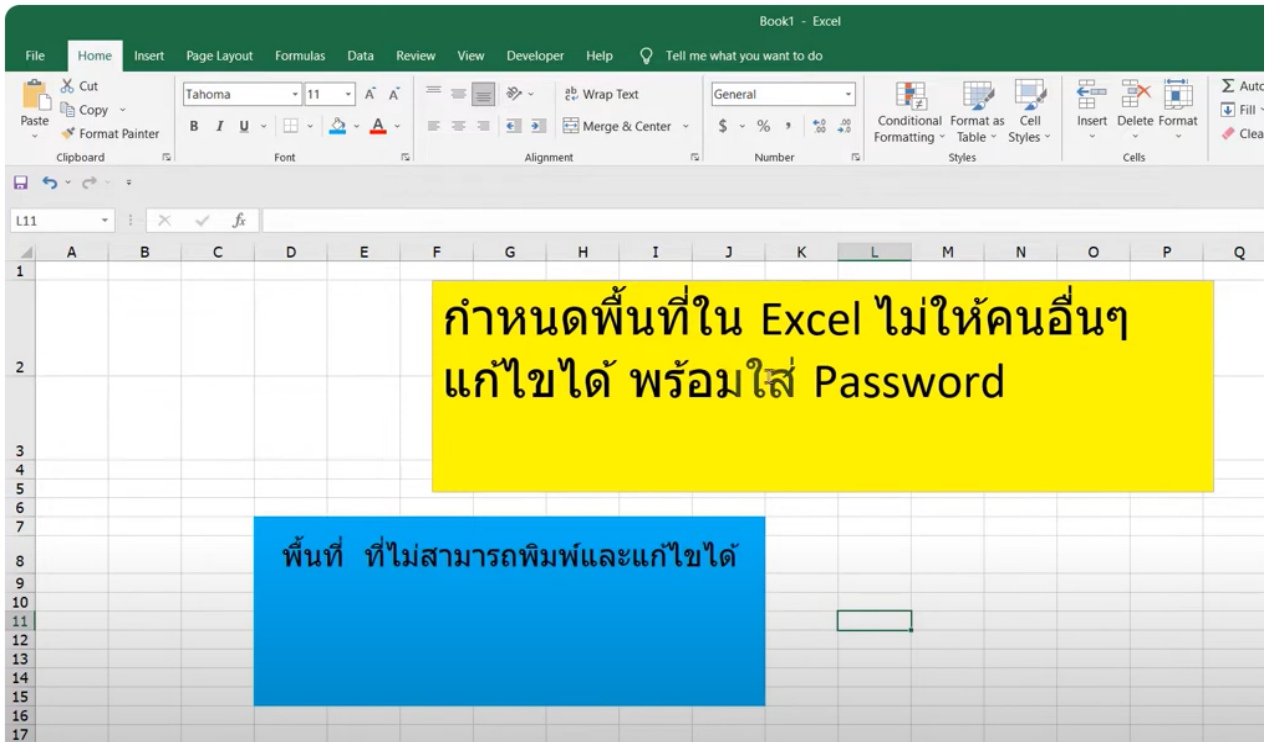 Book1 - Excel
File Home Insert Page Layout Formulas Data Review View Developer Help Tell me what you want to do
Paste
Cut
Copy
Format Painter
Clipboard
Tahoma 11 A A
B I U A
Font
ab Wrap Text
Merge & Center
Alignment
General
$ % , .00 .00
Number
Conditional Formatting
Format as Table
Cell Styles
Styles
Insert Delete Format
Cells
Σ Auto
Fill
Clea
L11 fx
A B C D E F G H I J K L M N O P Q
1
2
3
4
5
6
7
8
9
10
11
12
13
14
15
16
17
กำหนดพื้นที่ใน Excel ไม่ให้คนอื่นๆ
แก้ไขได้ พร้อมใส่ Password
พื้นที่ ที่ไม่สามารถพิมพ์และแก้ไขได้